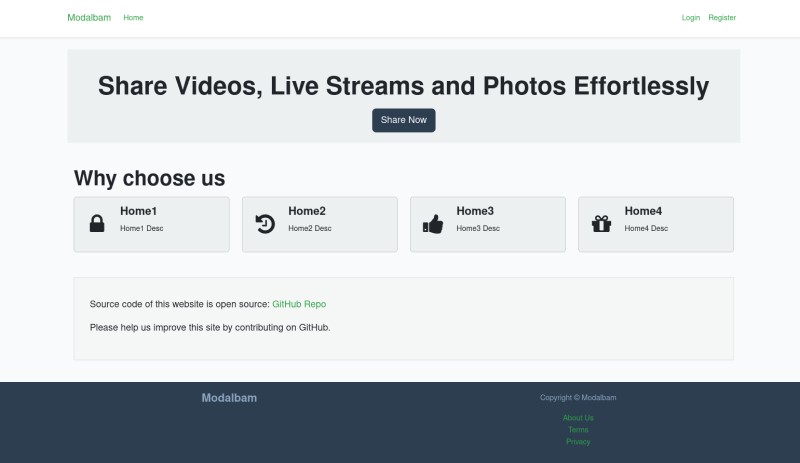 Modalbam Home Login Register
Share Videos, Live Streams and Photos Effortlessly
Share Now
Why choose us
Home1
Home1 Desc
Home2
Home2 Desc
Home3
Home3 Desc
Home4
Home4 Desc
Source code of this website is open source: GitHub Repo
Please help us improve this site by contributing on GitHub.
Modalbam
Copyright © Modalbam
About Us
Terms
Privacy